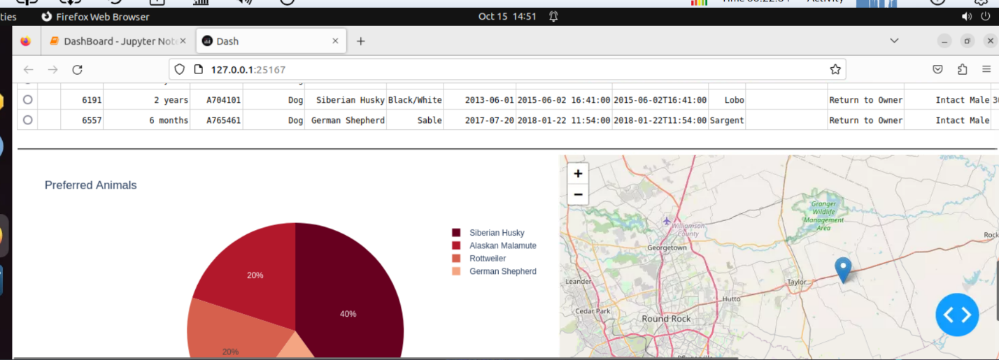 ties Firefox Web Browser Oct 15 14:51
DashBoard - Jupyter Note Dash
127.0.0.1:25167
6191 2 years A704101 Dog Siberian Husky Black/White 2013-06-01 2015-06-02 16:41:00 2015-06-02T16:41:00 Lobo Return to Owner Intact Male 30
6557 6 months A765461 Dog German Shepherd Sable 2017-07-20 2018-01-22 11:54:00 2018-01-22T11:54:00 Sargent Return to Owner Intact Male
Preferred Animals
20%
40%
20%
Siberian Husky
Alaskan Malamute
Rottweiler
German Shepherd
+
−
Granger
Wildlife
Management
Area
Williamson
County
Georgetown
Rock
Leander
Taylor
Hutto
Cedar Park
Round Rock